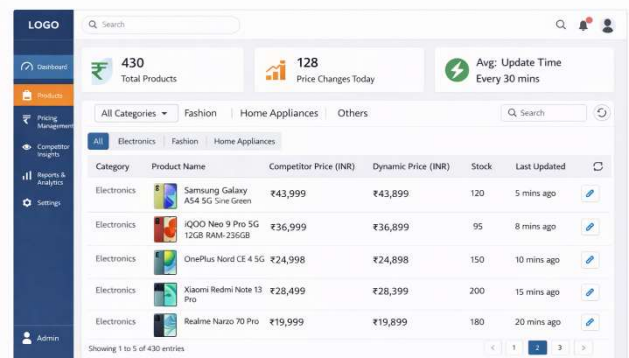 LOGO
Search
Dashboard
Products
Pricing
Management
Competitor
Insights
Reports &
Analytics
Settings
Admin
430
Total Products
128
Price Changes Today
Avg: Update Time
Every 30 mins
All Categories Fashion Home Appliances Others
Search
All Electronics Fashion Home Appliances
Category Product Name Competitor Price (INR) Dynamic Price (INR) Stock Last Updated
Electronics Samsung Galaxy A54 5G Sine Green ₹43,999 ₹43,899 120 5 mins ago
Electronics iQOO Neo 9 Pro 5G 12GB RAM-236GB ₹36,999 ₹36,899 95 8 mins ago
Electronics OnePlus Nord CE 4 5G ₹24,998 ₹24,898 150 10 mins ago
Electronics Xiaomi Redmi Note 13 Pro ₹28,499 ₹28,399 200 15 mins ago
Electronics Realme Narzo 70 Pro ₹19,999 ₹19,899 180 20 mins ago
Showing 1 to 5 of 430 entries
< 1 2 3 >